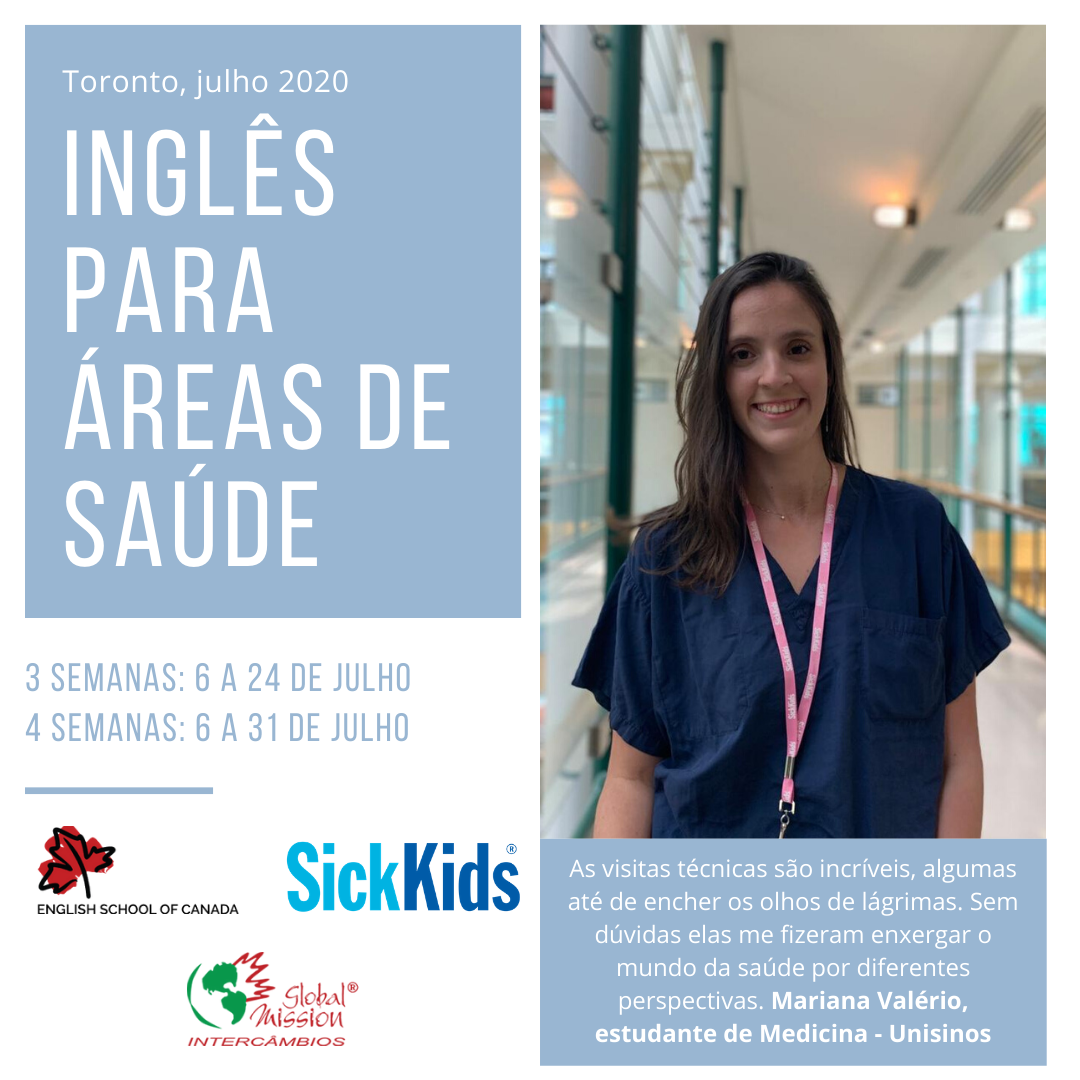 Toronto, julho 2020
INGLÊS
PARA
ÁREAS DE
SAÚDE
3 SEMANAS: 6 A 24 DE JULHO
4 SEMANAS: 6 A 31 DE JULHO
ENGLISH SCHOOL OF CANADA
SickKids®
Global®
Mission
INTERCÂMBIOS
SickKids
As visitas técnicas são incríveis, algumas
até de encher os olhos de lágrimas. Sem
dúvidas elas me fizeram enxergar o
mundo da saúde por diferentes
perspectivas. Mariana Valério,
estudante de Medicina - Unisinos